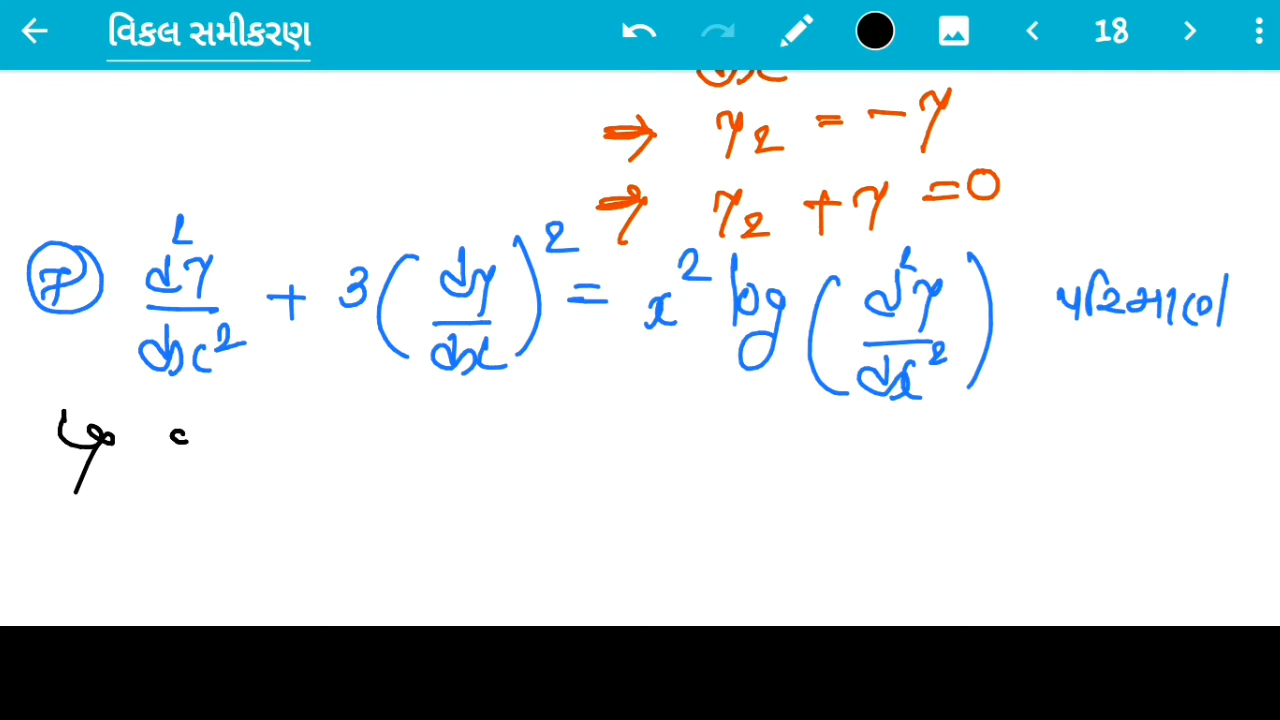 વિકલ સમીકરણ 18
⇒ y₂ = -y
⇒ y₂ + y = 0
⑦ d²y/dx² + 3(dy/dx)² = x² log(d²y/dx²) પરિમાણ